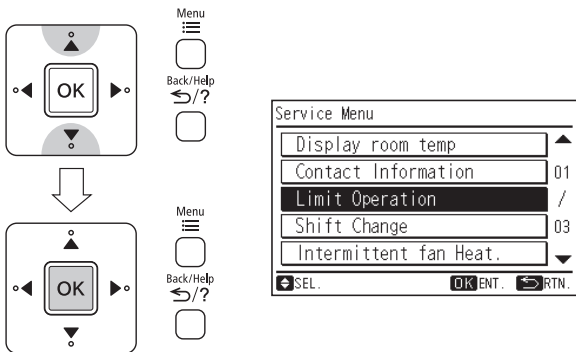 Menu
OK
Back/Help
/?
Menu
OK
Back/Help
/?
Service Menu
Display room temp
Contact Information
01
Limit Operation
/
Shift Change
03
Intermittent fan Heat.
SEL.
OK ENT.
RTN.